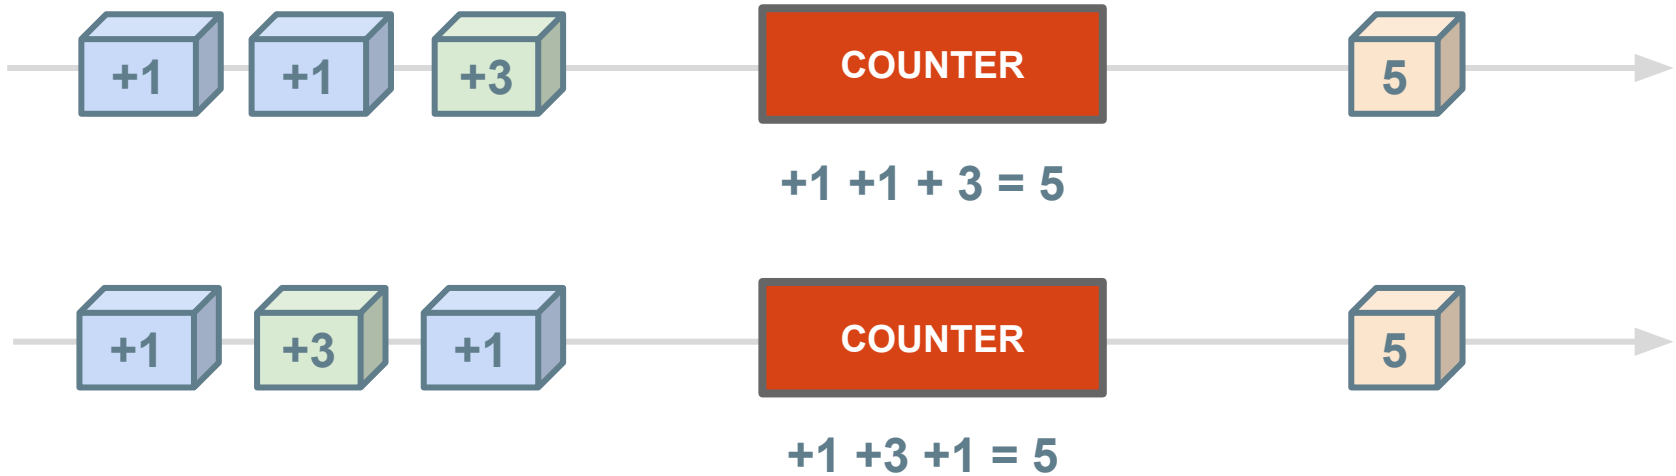 +1 +1 +3 COUNTER 5
+1 +1 + 3 = 5
+1 +3 +1 COUNTER 5
+1 +3 +1 = 5